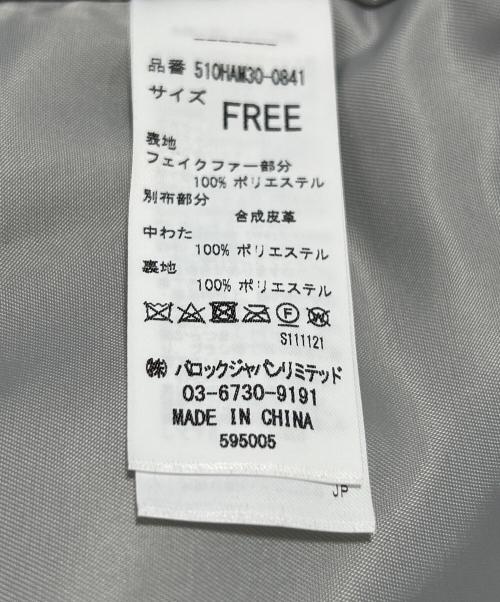 品番 510HAM30-0841
サイズ
FREE
表地
フェイクファー部分
100% ポリエステル
別布部分
合成皮革
中わた
100% ポリエステル
裏地
100% ポリエステル
F W
S111121
㈱ バロックジャパンリミテッド
03-6730-9191
MADE IN CHINA
595005
JP